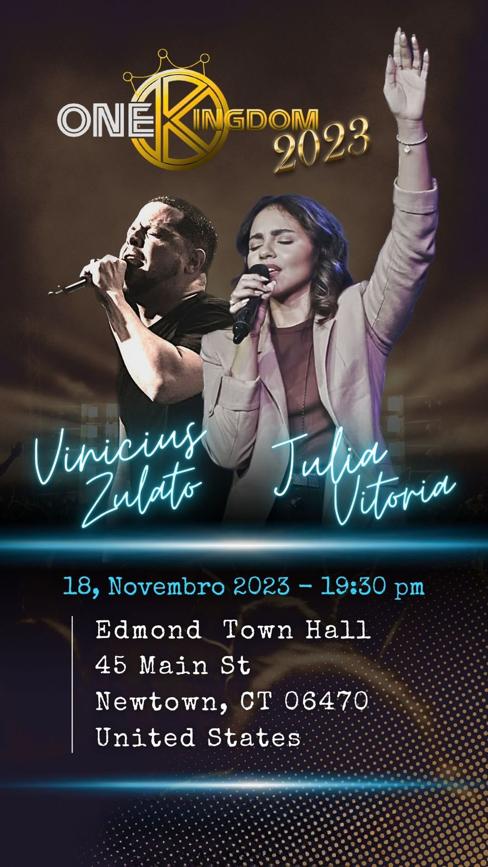 ONE KINGDOM
2023
Vinicius
Zulato
Julia
Vitoria
18, Novembro 2023 - 19:30 pm
Edmond Town Hall
45 Main St
Newtown, CT 06470
United States